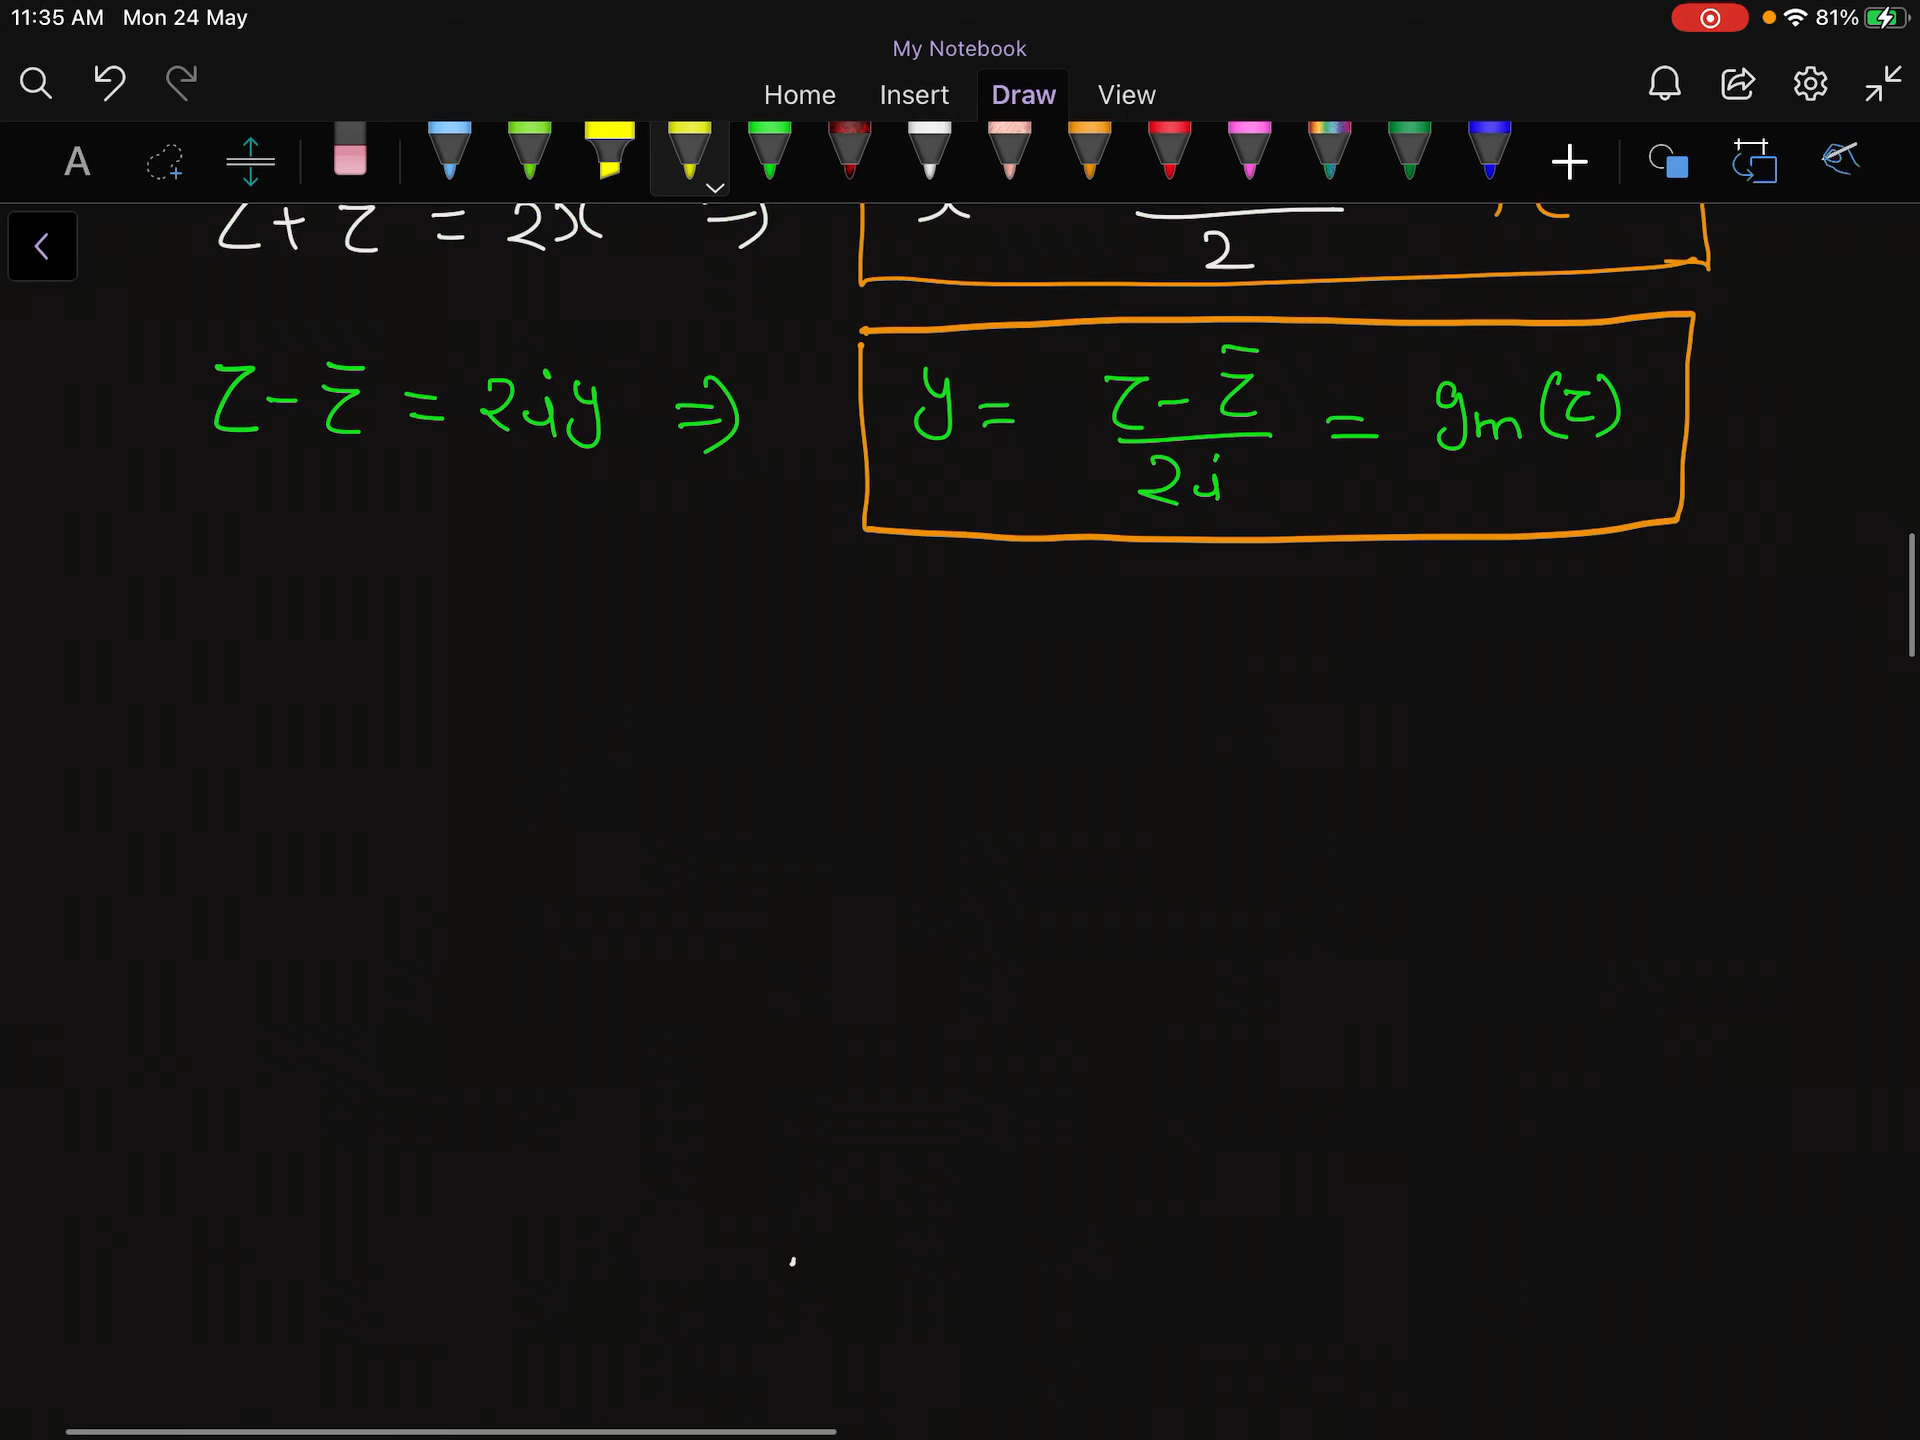 11:35 AM Mon 24 May
81%
My Notebook
Home Insert Draw View
A
z + z = 2x ⇒
2
z - z̄ = 2iy ⇒ y = (z - z̄)/2i = Im(z)